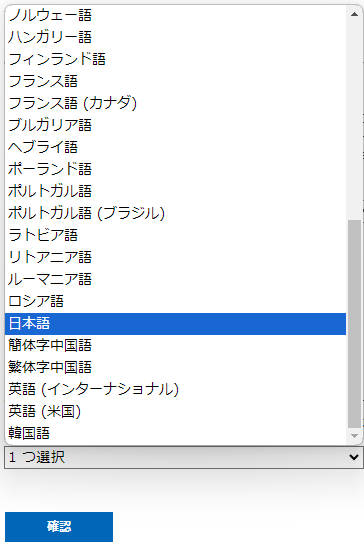 ノルウェー語
ハンガリー語
フィンランド語
フランス語
フランス語 (カナダ)
ブルガリア語
ヘブライ語
ポーランド語
ポルトガル語
ポルトガル語 (ブラジル)
ラトビア語
リトアニア語
ルーマニア語
ロシア語
日本語
簡体字中国語
繁体字中国語
英語 (インターナショナル)
英語 (米国)
韓国語
1 つ選択
確認